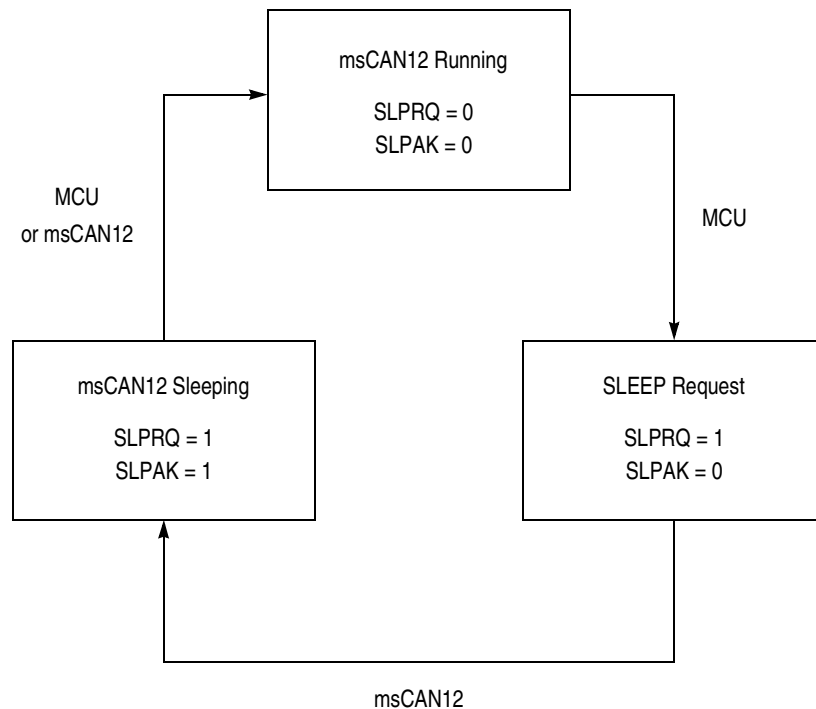 msCAN12 Running
SLPRQ = 0
SLPAK = 0
MCU
or msCAN12
MCU
msCAN12 Sleeping
SLPRQ = 1
SLPAK = 1
SLEEP Request
SLPRQ = 1
SLPAK = 0
msCAN12